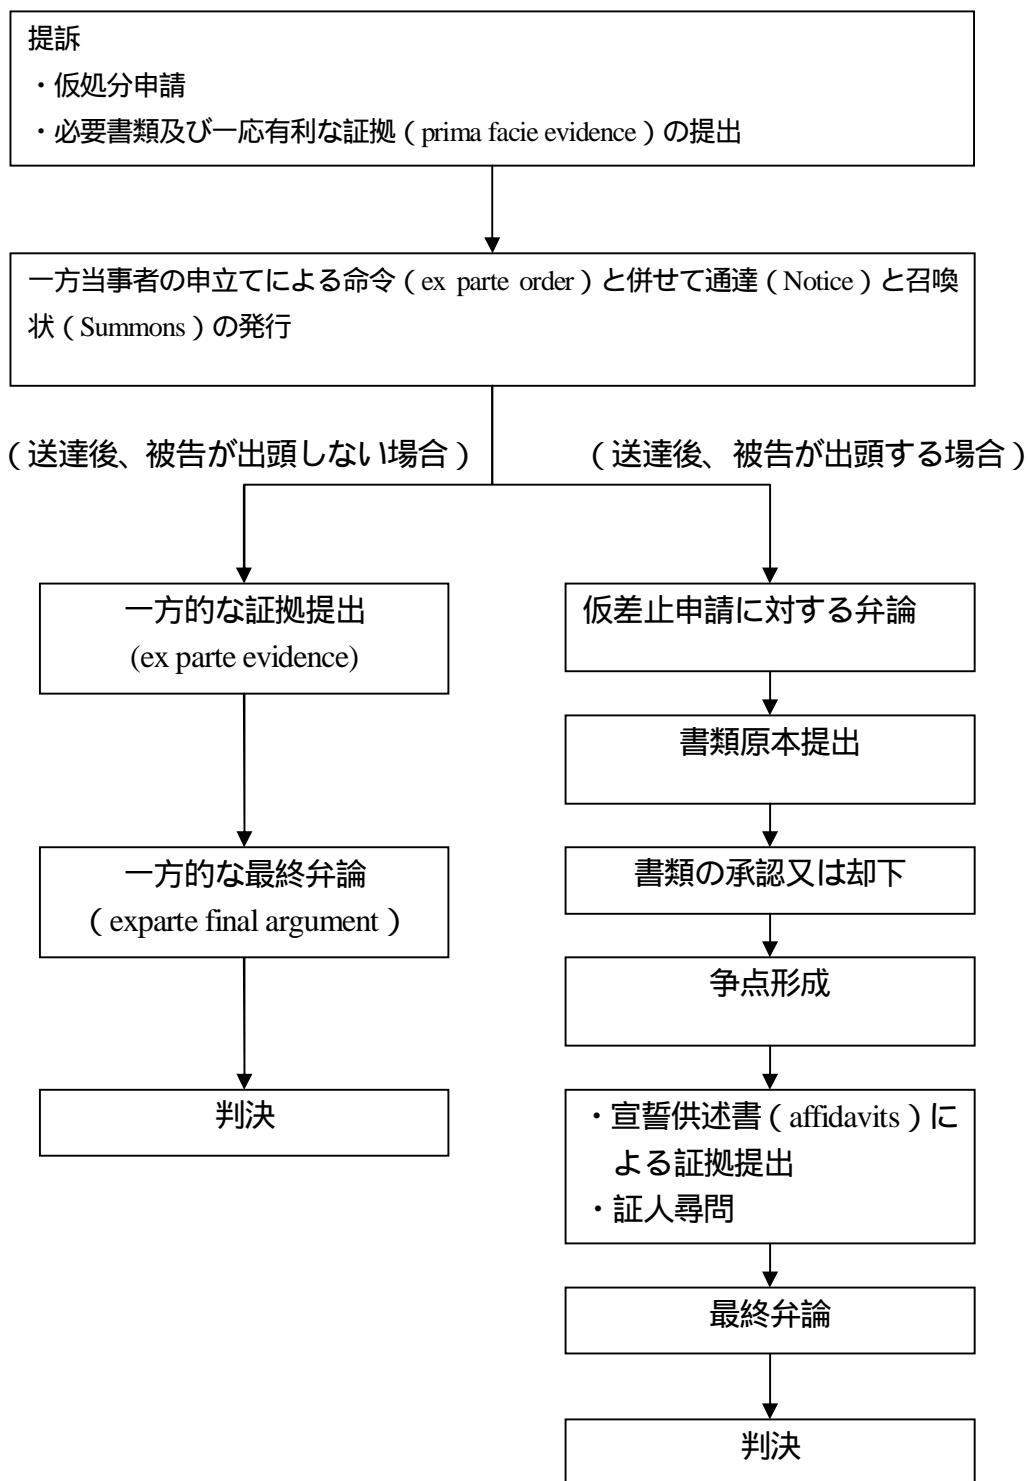 提訴
・仮処分申請
・必要書類及び一応有利な証拠(prima facie evidence)の提出
一方当事者の申立てによる命令(ex parte order)と併せて通達(Notice)と召喚
状(Summons)の発行
(送達後、被告が出頭しない場合)
(送達後、被告が出頭する場合)
一方的な証拠提出
(ex parte evidence)
一方的な最終弁論
(exparte final argument)
判決
仮差止申請に対する弁論
書類原本提出
書類の承認又は却下
争点形成
・宣誓供述書(affidavits)に
よる証拠提出
・証人尋問
最終弁論
判決